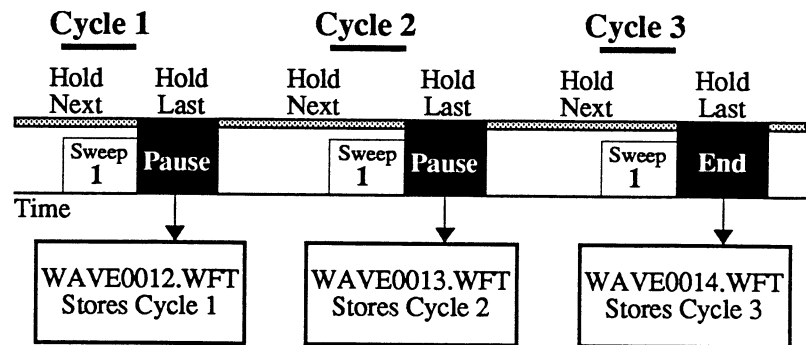 Cycle 1 Cycle 2 Cycle 3
Hold Hold Hold Hold Hold Hold
Next Last Next Last Next Last
Sweep Sweep Sweep
1 Pause 1 Pause 1 End
Time
WAVE0012.WFT WAVE0013.WFT WAVE0014.WFT
Stores Cycle 1 Stores Cycle 2 Stores Cycle 3